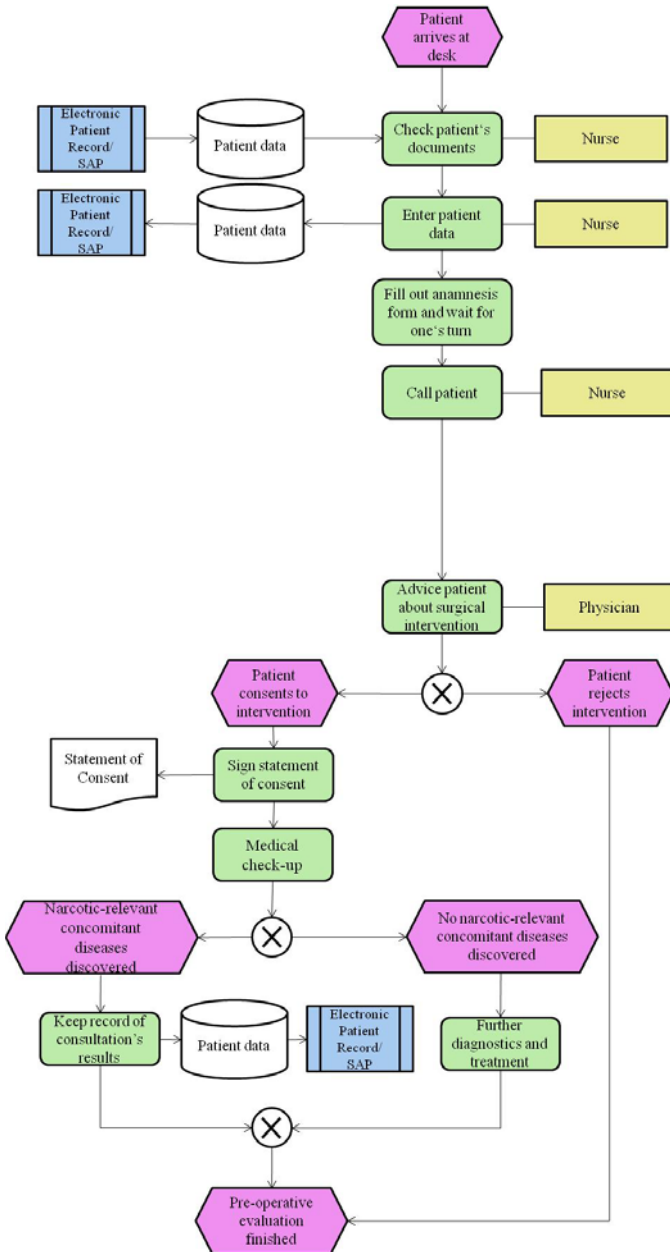 Patient
arrives at
desk
Electronic
Patient
Record/
SAP
Patient data
Check patient's
documents
Nurse
Electronic
Patient
Record/
SAP
Patient data
Enter patient
data
Nurse
Fill out anamnesis
form and wait for
one's turn
Call patient
Nurse
Advice patient
about surgical
intervention
Physician
Patient
consents to
intervention
Patient
rejects
intervention
Statement of
Consent
Sign statement
of consent
Medical
check-up
Narcotic-relevant
concomitant
diseases
discovered
No narcotic-relevant
concomitant diseases
discovered
Keep record of
consultation's
results
Patient data
Electronic
Patient
Record/
SAP
Further
diagnostics and
treatment
Pre-operative
evaluation
finished